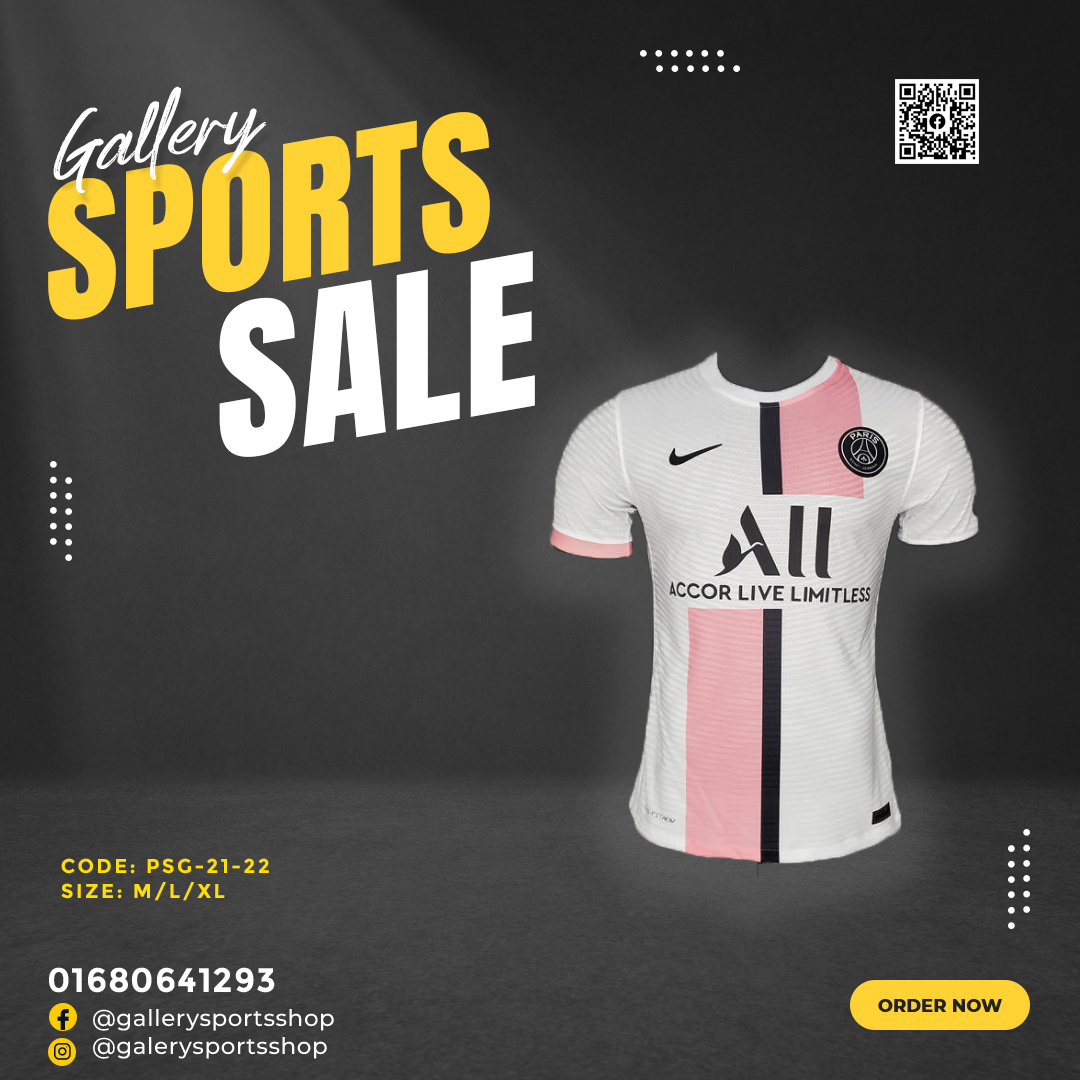 Gallery
SPORTS
SALE
PARIS
All
ACCOR LIVE LIMITLESS
CODE: PSG-21-22
SIZE: M/L/XL
01680641293
@gallerysportsshop
@galerysportsshop
ORDER NOW